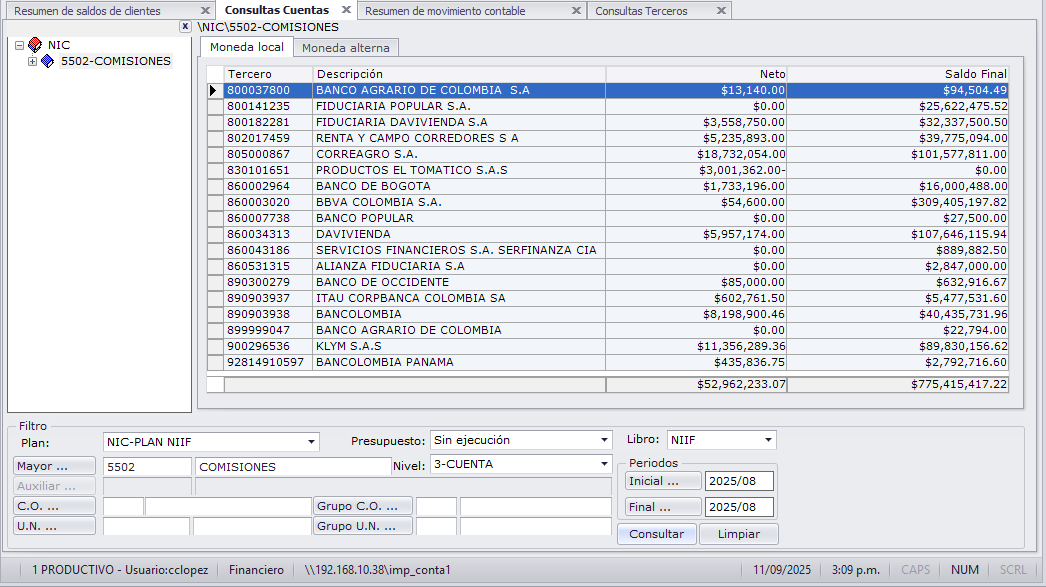 Resumen de saldos de clientes Consultas Cuentas Resumen de movimiento contable Consultas Terceros
\NIC\5502-COMISIONES
NIC
5502-COMISIONES
Moneda local Moneda alterna
Tercero Descripción Neto Saldo Final
800037800 BANCO AGRARIO DE COLOMBIA S.A $13,140.00 $94,504.49
800141235 FIDUCIARIA POPULAR S.A. $0.00 $25,622,475.52
800182281 FIDUCIARIA DAVIVIENDA S.A $3,558,750.00 $32,337,500.50
802017459 RENTA Y CAMPO CORREDORES S A $5,235,893.00 $39,775,094.00
805000867 CORREAGRO S.A. $18,732,054.00 $101,577,811.00
830101651 PRODUCTOS EL TOMATICO S.A.S $3,001,362.00- $0.00
860002964 BANCO DE BOGOTA $1,733,196.00 $16,000,488.00
860003020 BBVA COLOMBIA S.A. $54,600.00 $309,405,197.82
860007738 BANCO POPULAR $0.00 $27,500.00
860034313 DAVIVIENDA $5,957,174.00 $107,646,115.94
860043186 SERVICIOS FINANCIEROS S.A. SERFINANZA CIA $0.00 $889,882.50
860531315 ALIANZA FIDUCIARIA S.A $0.00 $2,847,000.00
890300279 BANCO DE OCCIDENTE $85,000.00 $632,916.67
890903937 ITAU CORPBANCA COLOMBIA SA $602,761.50 $5,477,531.60
890903938 BANCOLOMBIA $8,198,900.46 $40,435,731.96
899999047 BANCO AGRARIO DE COLOMBIA $0.00 $22,794.00
900296536 KLYM S.A.S $11,356,289.36 $89,830,156.62
92814910597 BANCOLOMBIA PANAMA $435,836.75 $2,792,716.60
$52,962,233.07 $775,415,417.22
Filtro
Plan: NIC-PLAN NIIF Presupuesto: Sin ejecución Libro: NIIF
Mayor ... 5502 COMISIONES Nivel: 3-CUENTA Periodos
Auxiliar ... Inicial ... 2025/08
C.O. ... Grupo C.O. ... Final ... 2025/08
U.N. ... Grupo U.N. ... Consultar Limpiar
1 PRODUCTIVO - Usuario:cclopez Financiero \\192.168.10.38\imp_conta1 11/09/2025 3:09 p.m. CAPS NUM SCRL